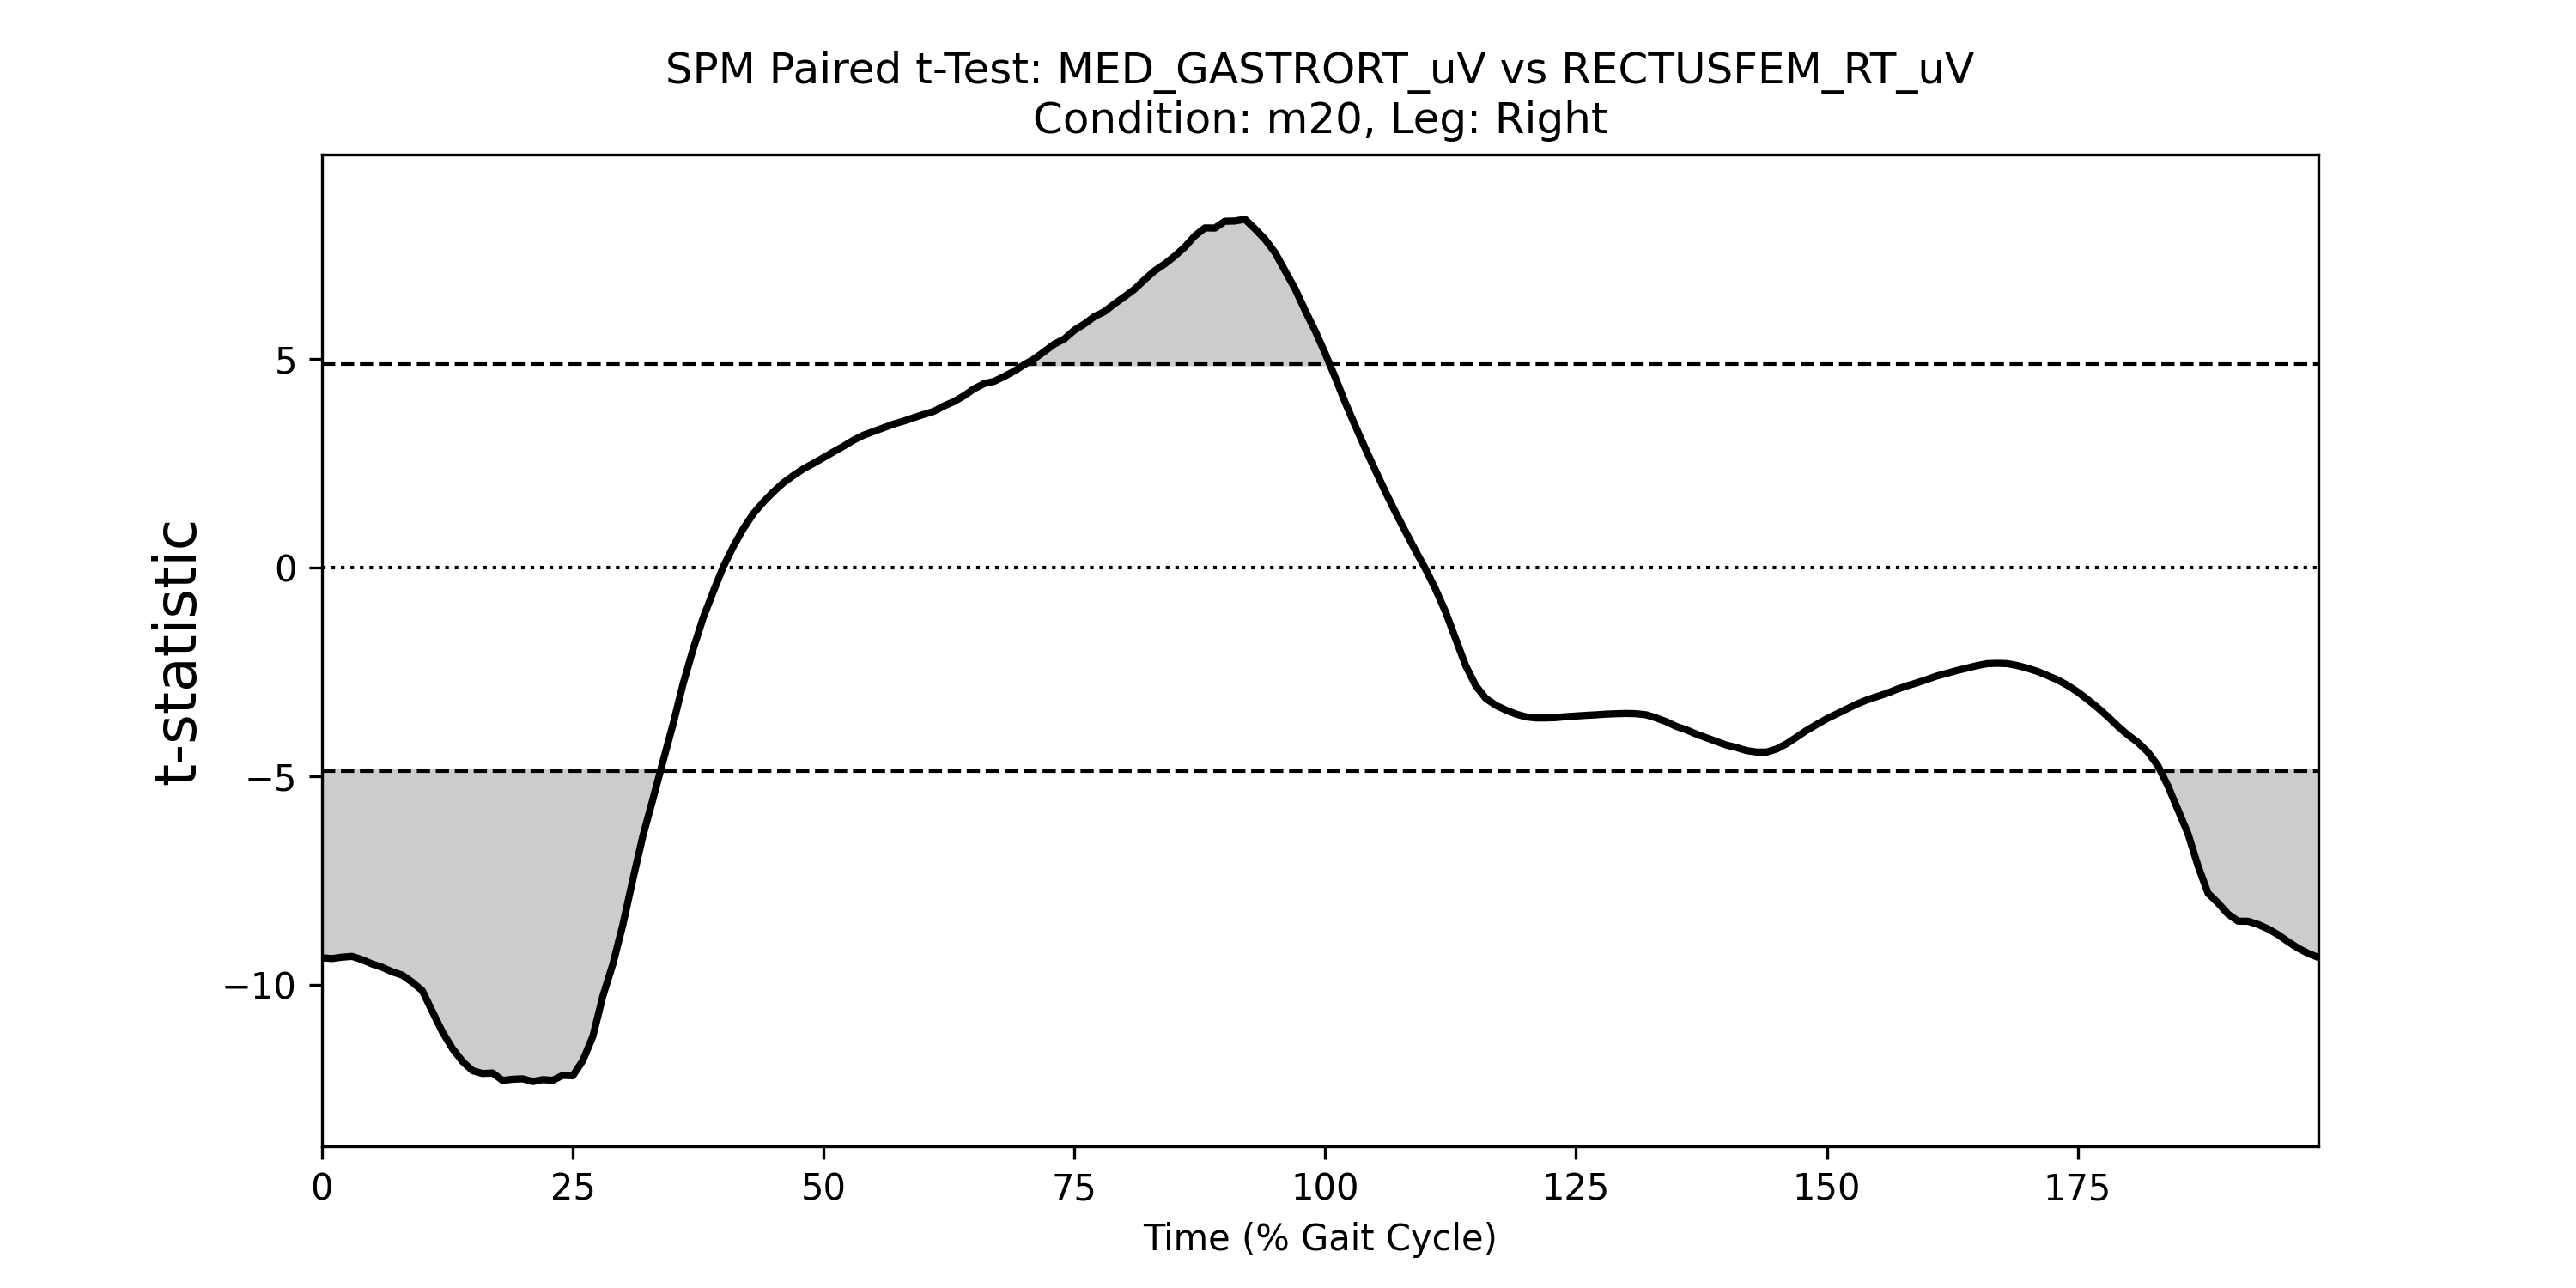 SPM Paired t-Test: MED_GASTRORT_uV vs RECTUSFEM_RT_uV
Condition: m20, Leg: Right
t-statistic
5
0
−5
−10
0 25 50 75 100 125 150 175
Time (% Gait Cycle)